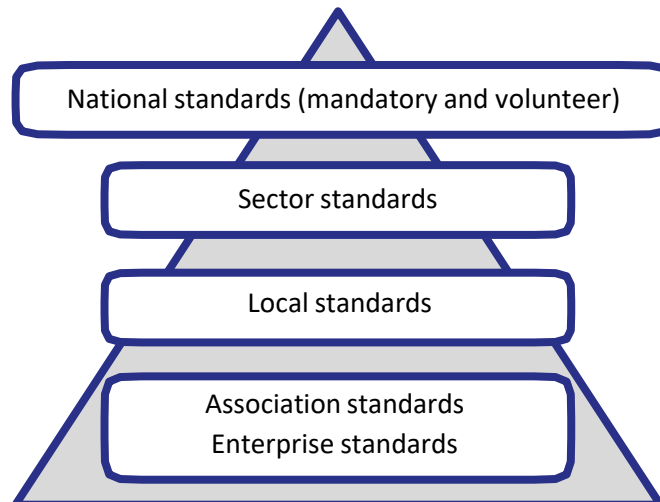 National standards (mandatory and volunteer)
Sector standards
Local standards
Association standards
Enterprise standards